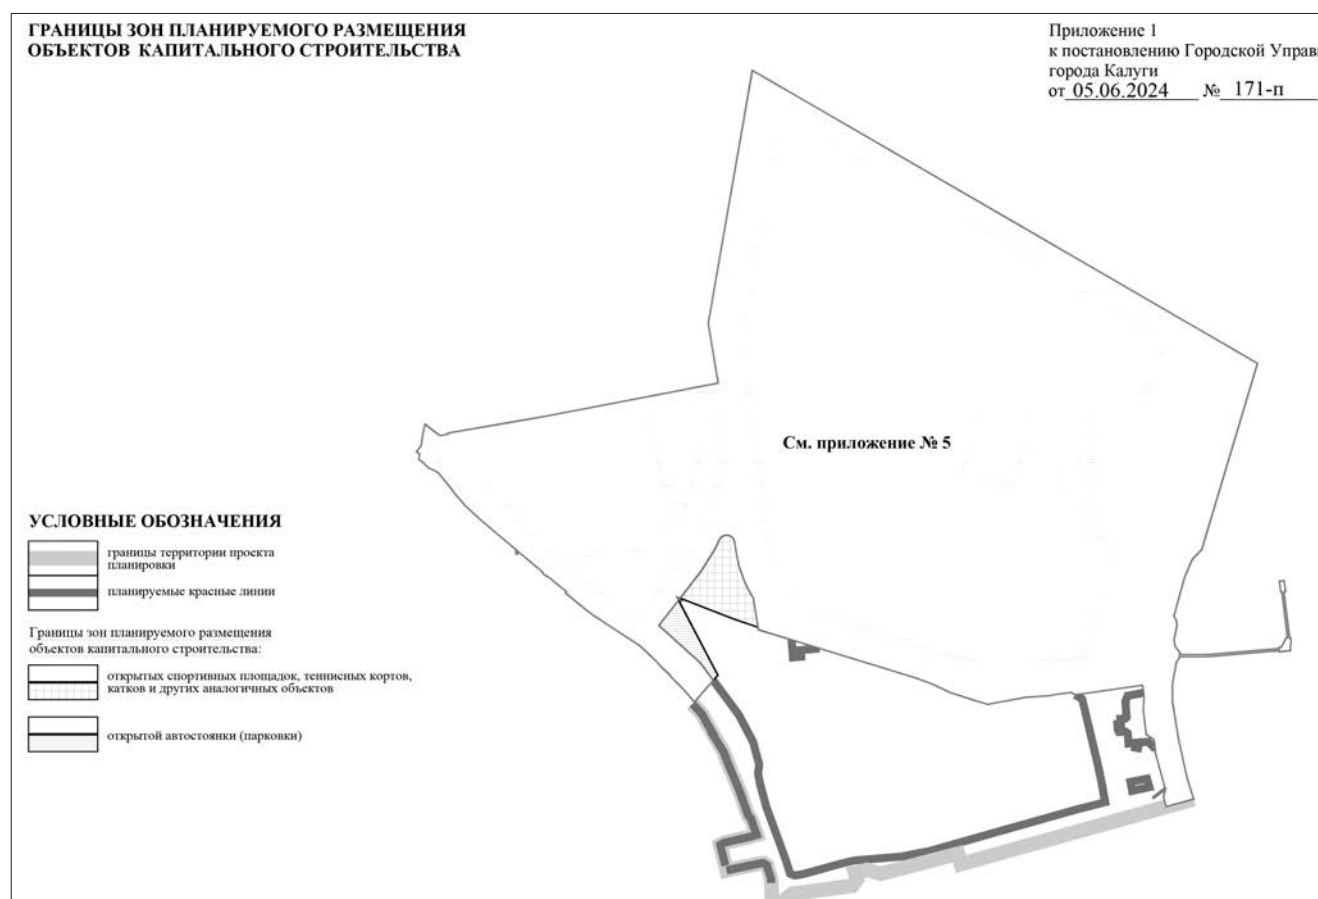 ГРАНИЦЫ ЗОН ПЛАНИРУЕМОГО РАЗМЕЩЕНИЯ
ОБЪЕКТОВ КАПИТАЛЬНОГО СТРОИТЕЛЬСТВА
Приложение 1
к постановлению Городской
города Калуги
от 05.06.2024 № 171-п
См. приложение № 5
УСЛОВНЫЕ ОБОЗНАЧЕНИЯ
границы территории проекта
планировки
планируемые красные линии
Границы зон планируемого размещения
объектов капитального строительства:
открытых спортивных площадок, теннисных кортов,
катков и других аналогичных объектов
открытой автостоянки (парковки)